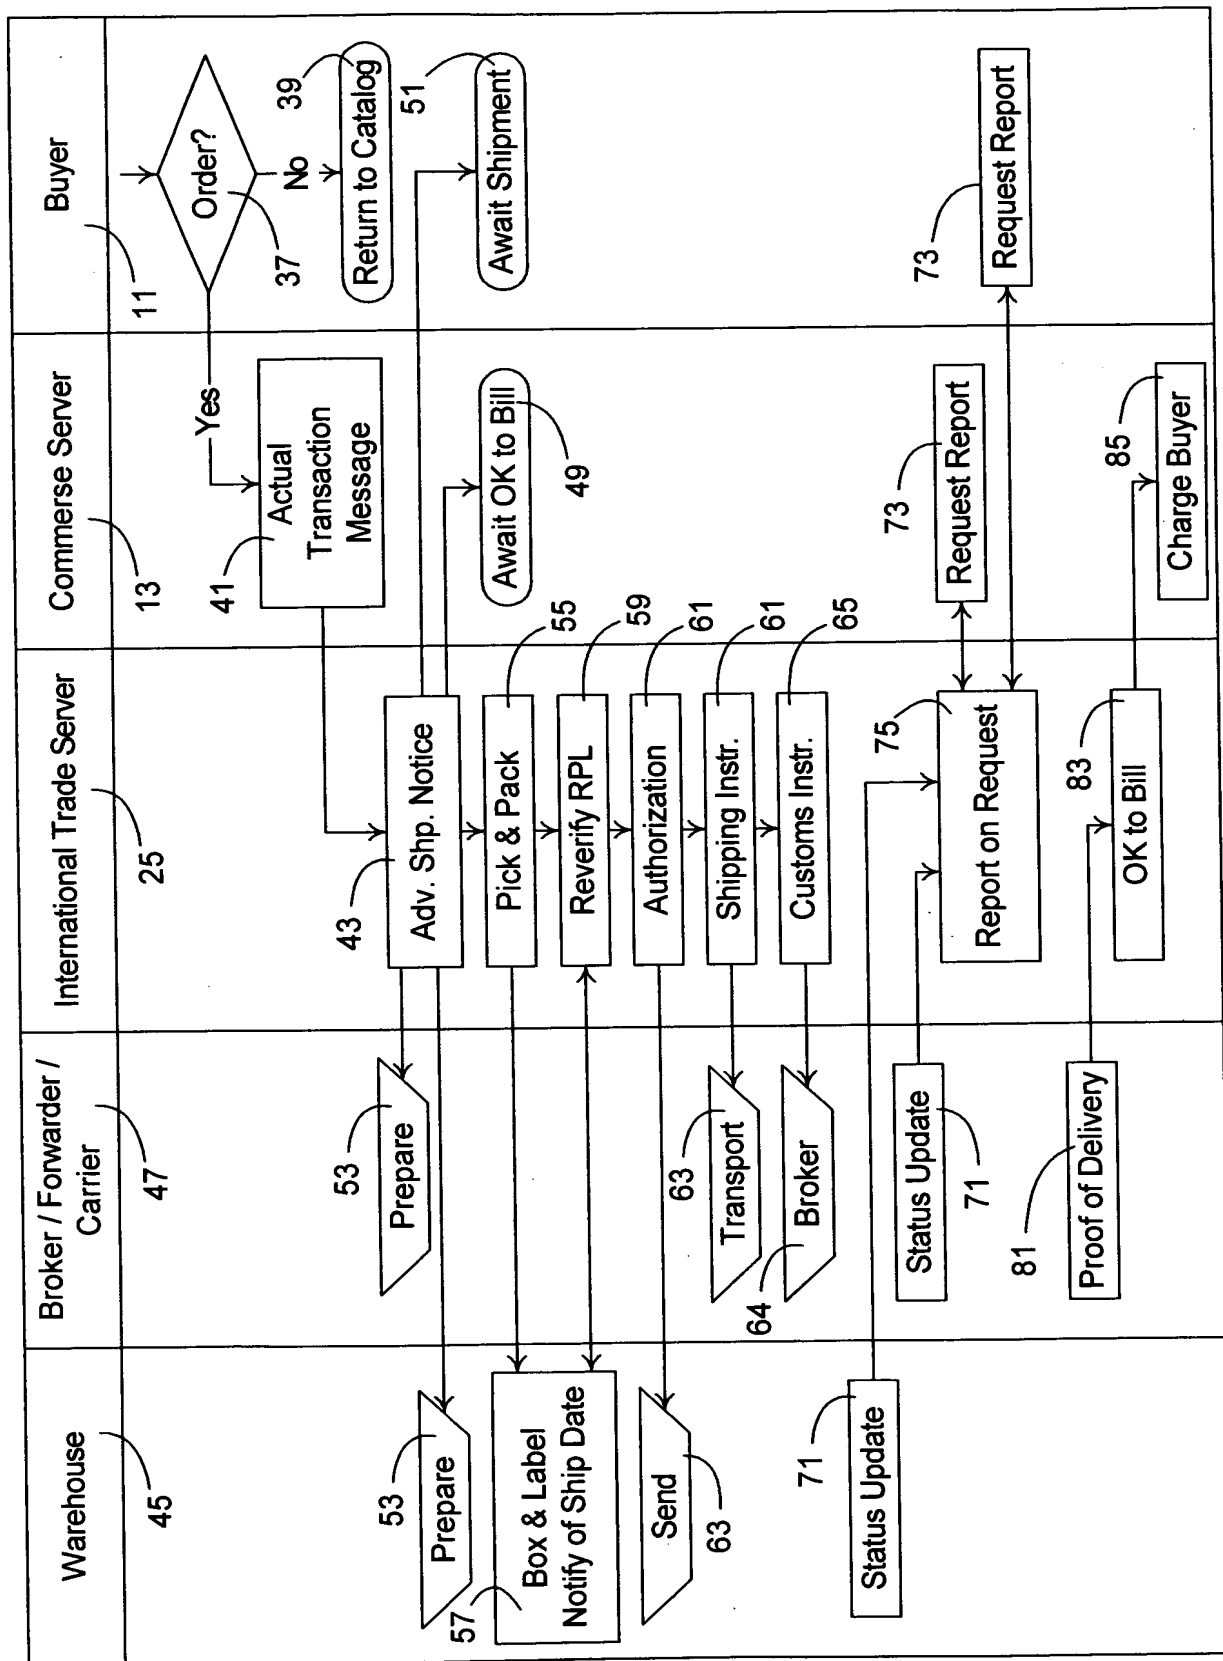 Warehouse
45
Broker / Forwarder /
Carrier
47
International Trade Server
25
Commerse Server
13
Buyer
11
Order?
37
Yes
No
39
Return to Catalog
41
Actual
Transaction
Message
51
Await Shipment
43
Adv. Shp. Notice
Await OK to Bill
49
53
Prepare
53
Prepare
Pick & Pack
55
57
Box & Label
Notify of Ship Date
Reverify RPL
59
Authorization
61
Send
63
63
Transport
Shipping Instr.
61
64
Broker
Customs Instr.
65
71
Status Update
Status Update
71
75
Report on Request
73
Request Report
73
Request Report
81
Proof of Delivery
83
OK to Bill
85
Charge Buyer